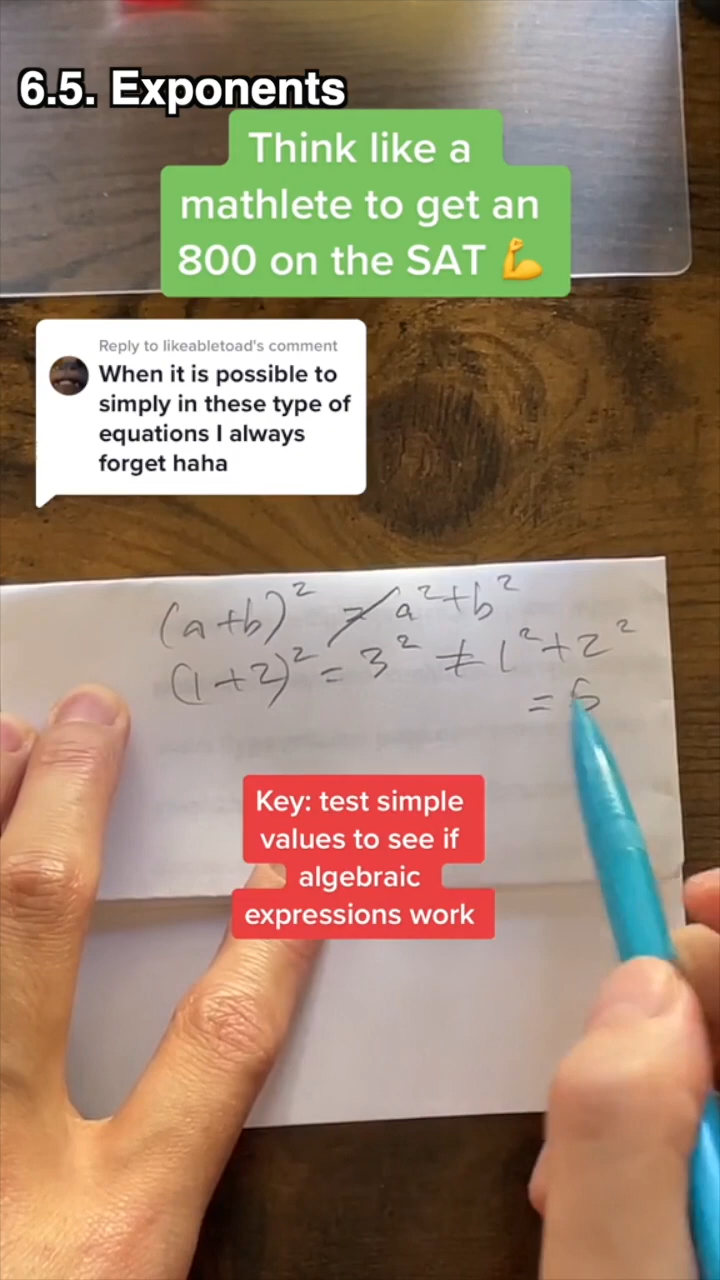 6.5. Exponents
Think like a
mathlete to get an
800 on the SAT 💪
Reply to likeabletoad's comment
When it is possible to
simply in these type of
equations I always
forget haha
(a+b)² ≠ a²+b²
(1+2)² = 3² ≠ 1²+2²
= 5
Key: test simple
values to see if
algebraic
expressions work